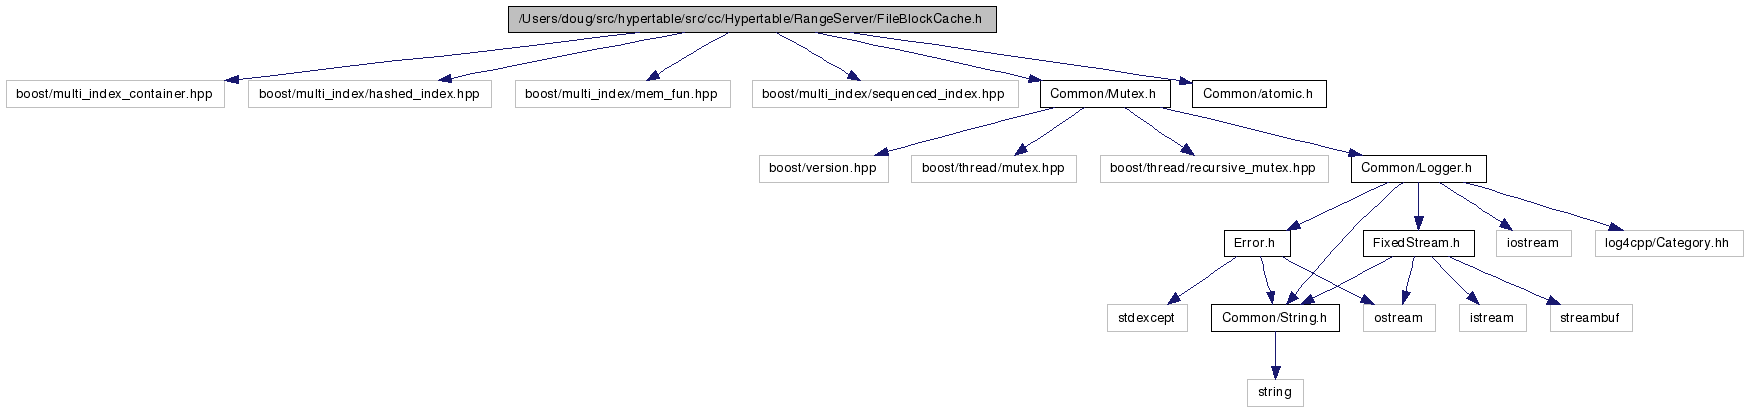 /Users/doug/src/hypertable/src/cc/Hypertable/RangeServer/FileBlockCache.h
boost/multi_index_container.hpp
boost/multi_index/hashed_index.hpp
boost/multi_index/mem_fun.hpp
boost/multi_index/sequenced_index.hpp
Common/Mutex.h
Common/atomic.h
boost/version.hpp
boost/thread/mutex.hpp
boost/thread/recursive_mutex.hpp
Common/Logger.h
Error.h
FixedStream.h
iostream
log4cpp/Category.hh
stdexcept
Common/String.h
ostream
istream
streambuf
string